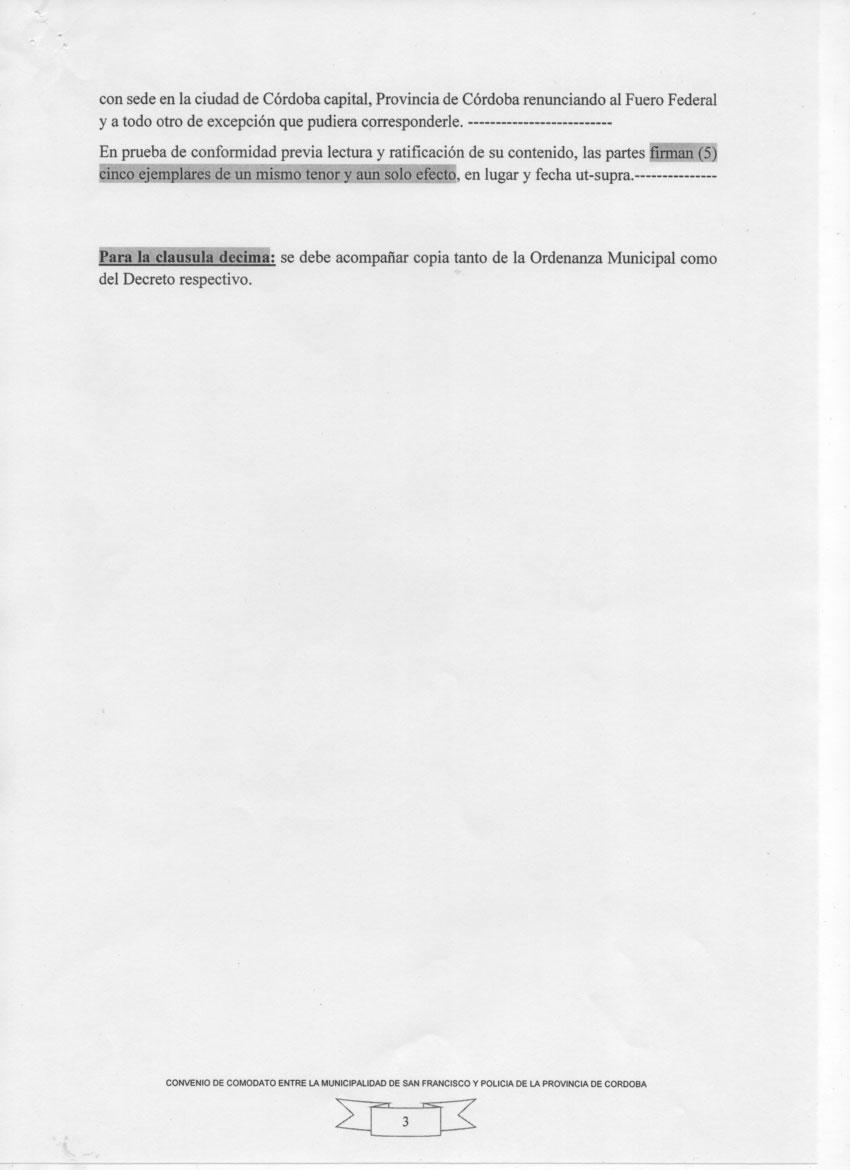 con sede en la ciudad de Córdoba capital, Provincia de Córdoba renunciando al Fuero Federal
y a todo otro de excepción que pudiera corresponderle. --------------------------
En prueba de conformidad previa lectura y ratificación de su contenido, las partes firman (5)
cinco ejemplares de un mismo tenor y aun solo efecto, en lugar y fecha ut-supra.---------------
Para la clausula decima: se debe acompañar copia tanto de la Ordenanza Municipal como
del Decreto respectivo.
CONVENIO DE COMODATO ENTRE LA MUNICIPALIDAD DE SAN FRANCISCO Y POLICIA DE LA PROVINCIA DE CORDOBA
3